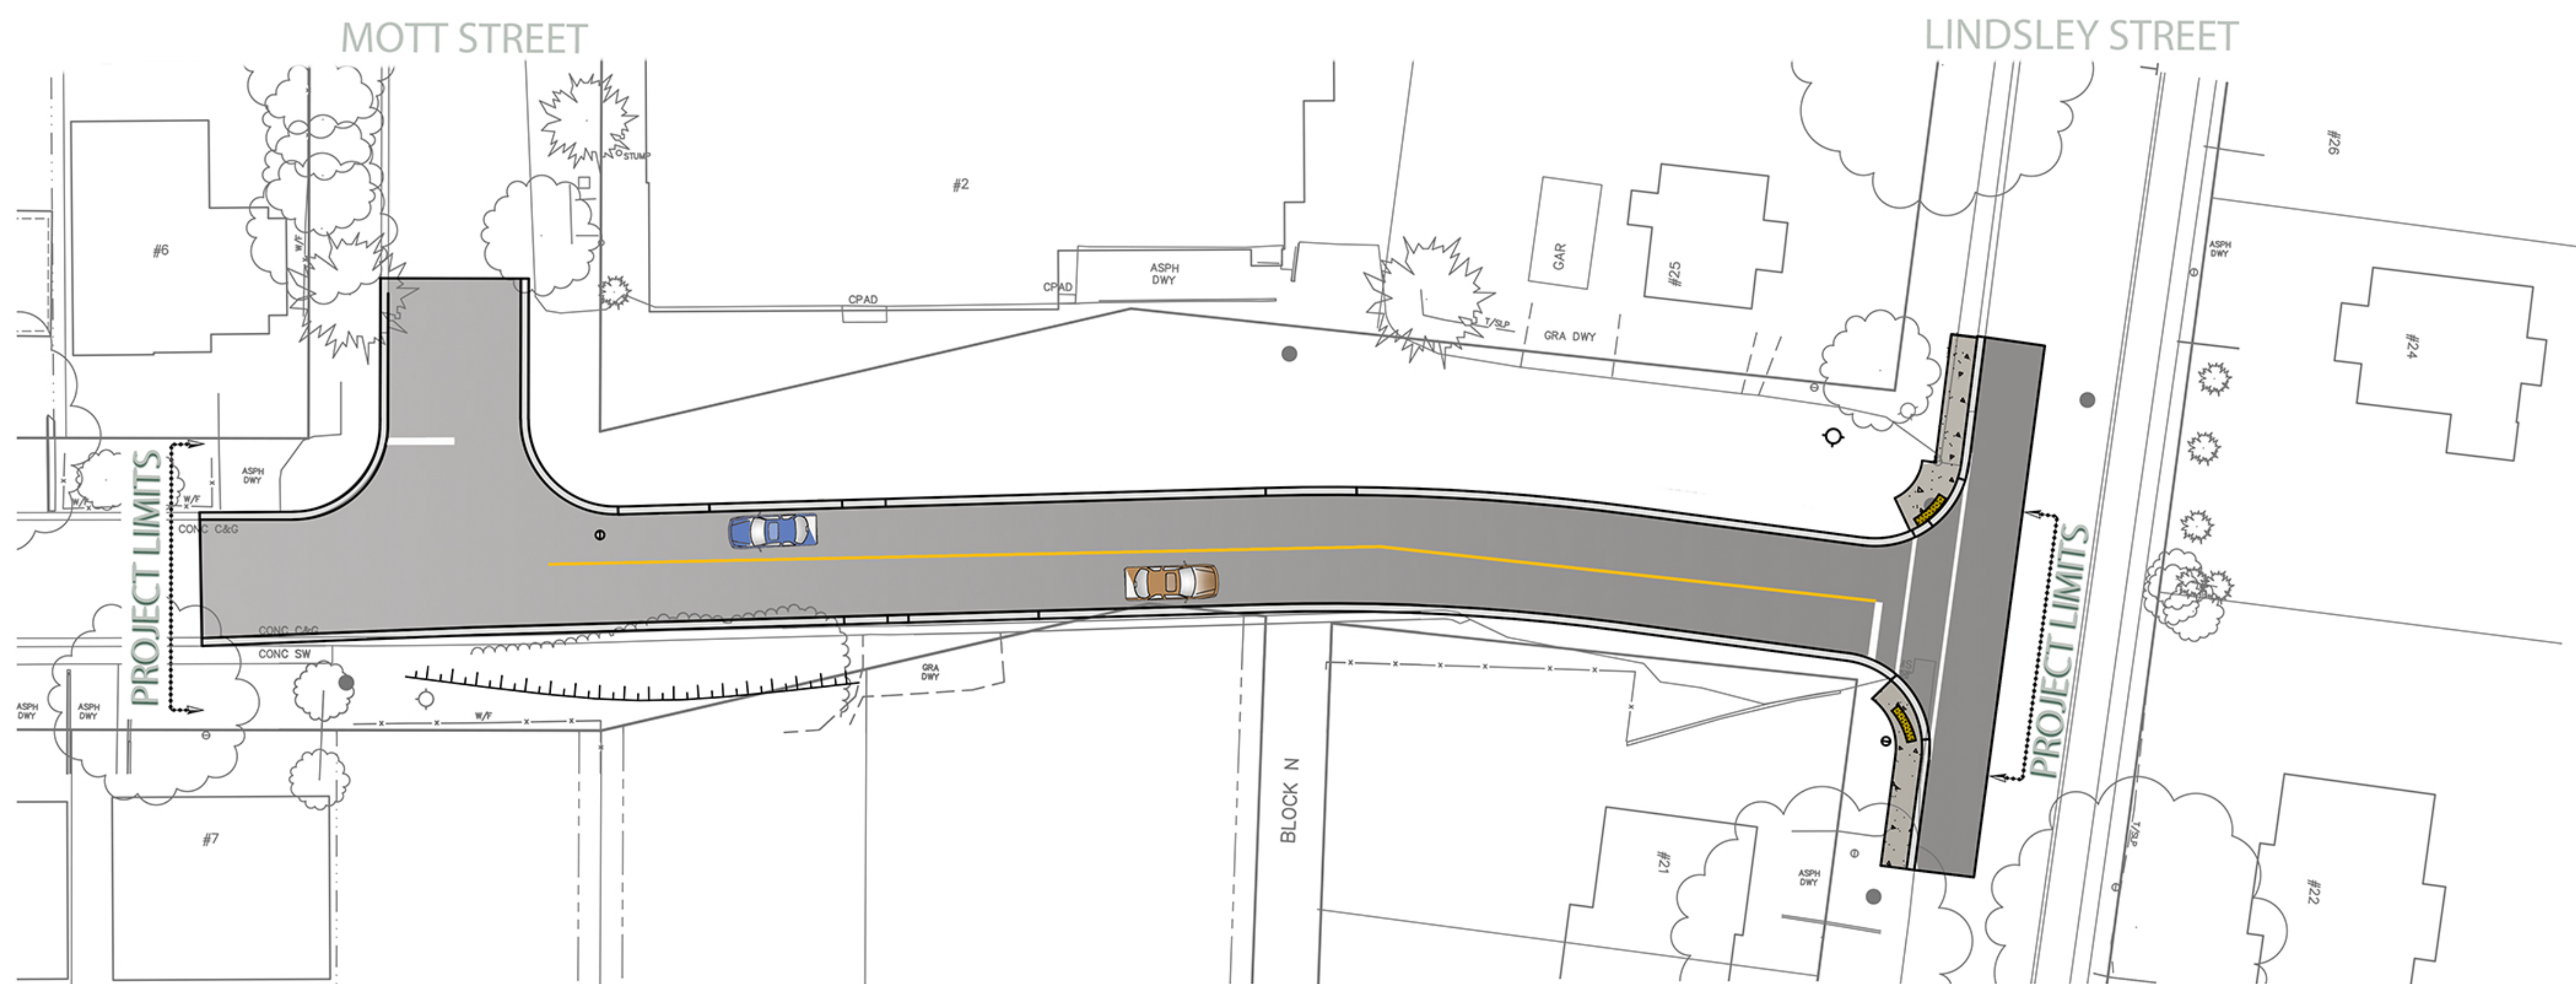 MOTT STREET
LINDSLEY STREET
STUMP
#2
#26
#6
W/F
GAR
#25
ASPH
DWY
ASPH
DWY
CPAD
CPAD
T/SLP
GRA DWY
#24
PROJECT LIMITS
ASPH
DWY
W/F
W/F
CONC C&G
PROJECT LIMITS
CONC C&G
CONC SW
GRA
DWY
ASPH
DWY
ASPH
DWY
W/F
BLOCK N
#7
#21
ASPH
DWY
T/SLP
#22